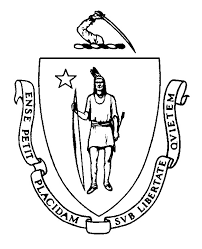 ENSE PETIT
PLACIDAM
SVB LIBERTATE
QVIETEM